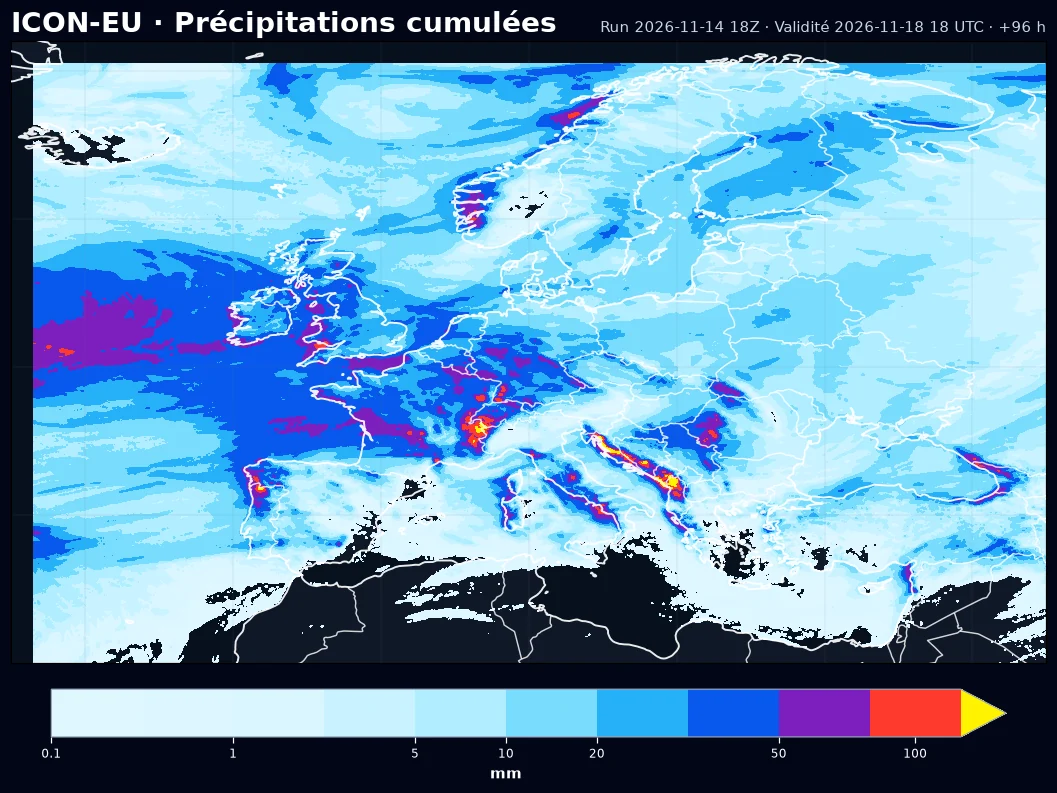 ICON-EU · Précipitations cumulées
Run 2026-11-14 18Z · Validité 2026-11-18 18 UTC · +96 h
0.1 1 5 10 20 50 100
mm